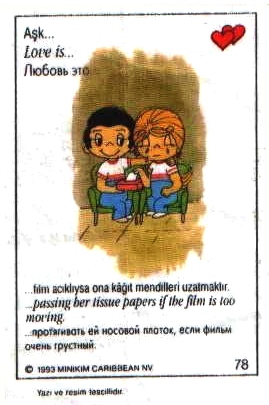 Aşk...
Love is...
Любовь это
...film acıklıysa ona kâğıt mendilleri uzatmaktır.
...passing her tissue papers if the film is too
moving.
...протягивать ей носовой платок, если фильм
очень грустный.
© 1993 MINIKIM CARIBBEAN NV
78
Yazı ve resim tescillidir.